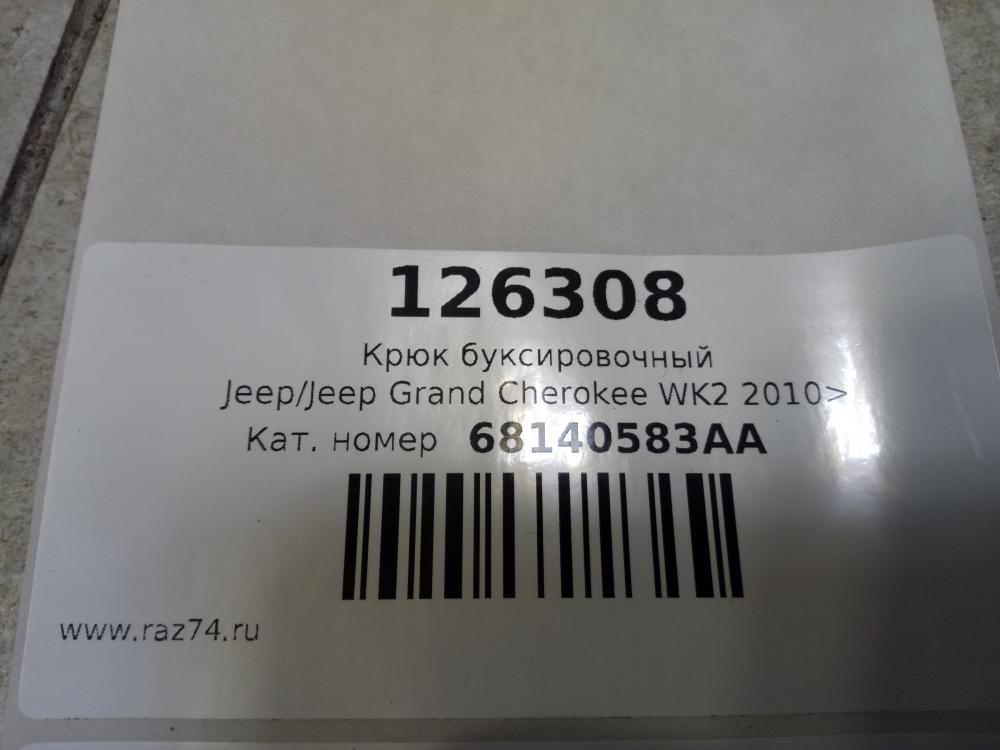 126308
Крюк буксировочный
Jeep/Jeep Grand Cherokee WK2 2010>
Кат. номер 68140583AA
www.raz74.ru